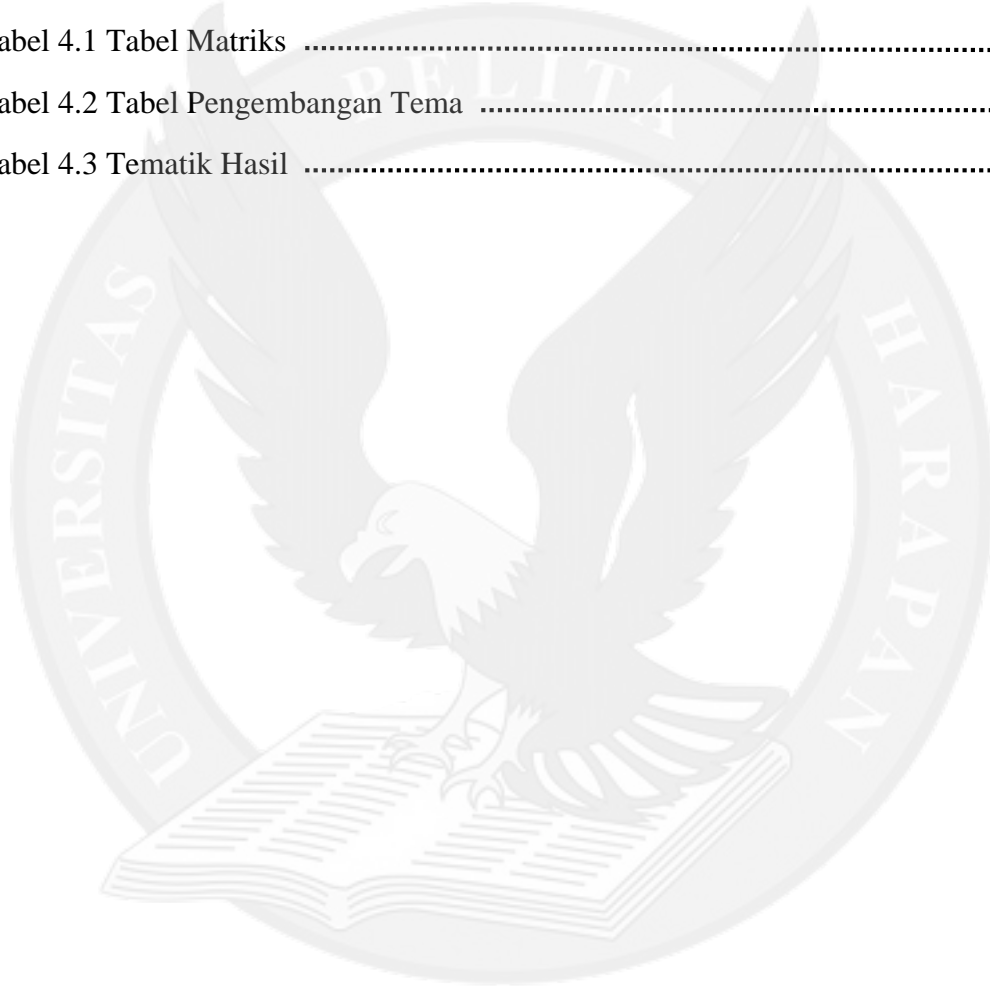 abel 4.1 Tabel Matriks ....................................................................................................
abel 4.2 Tabel Pengembangan Tema ..........................................................................
abel 4.3 Tematik Hasil ....................................................................................................
UNIVERSITAS PELITA HARAPAN